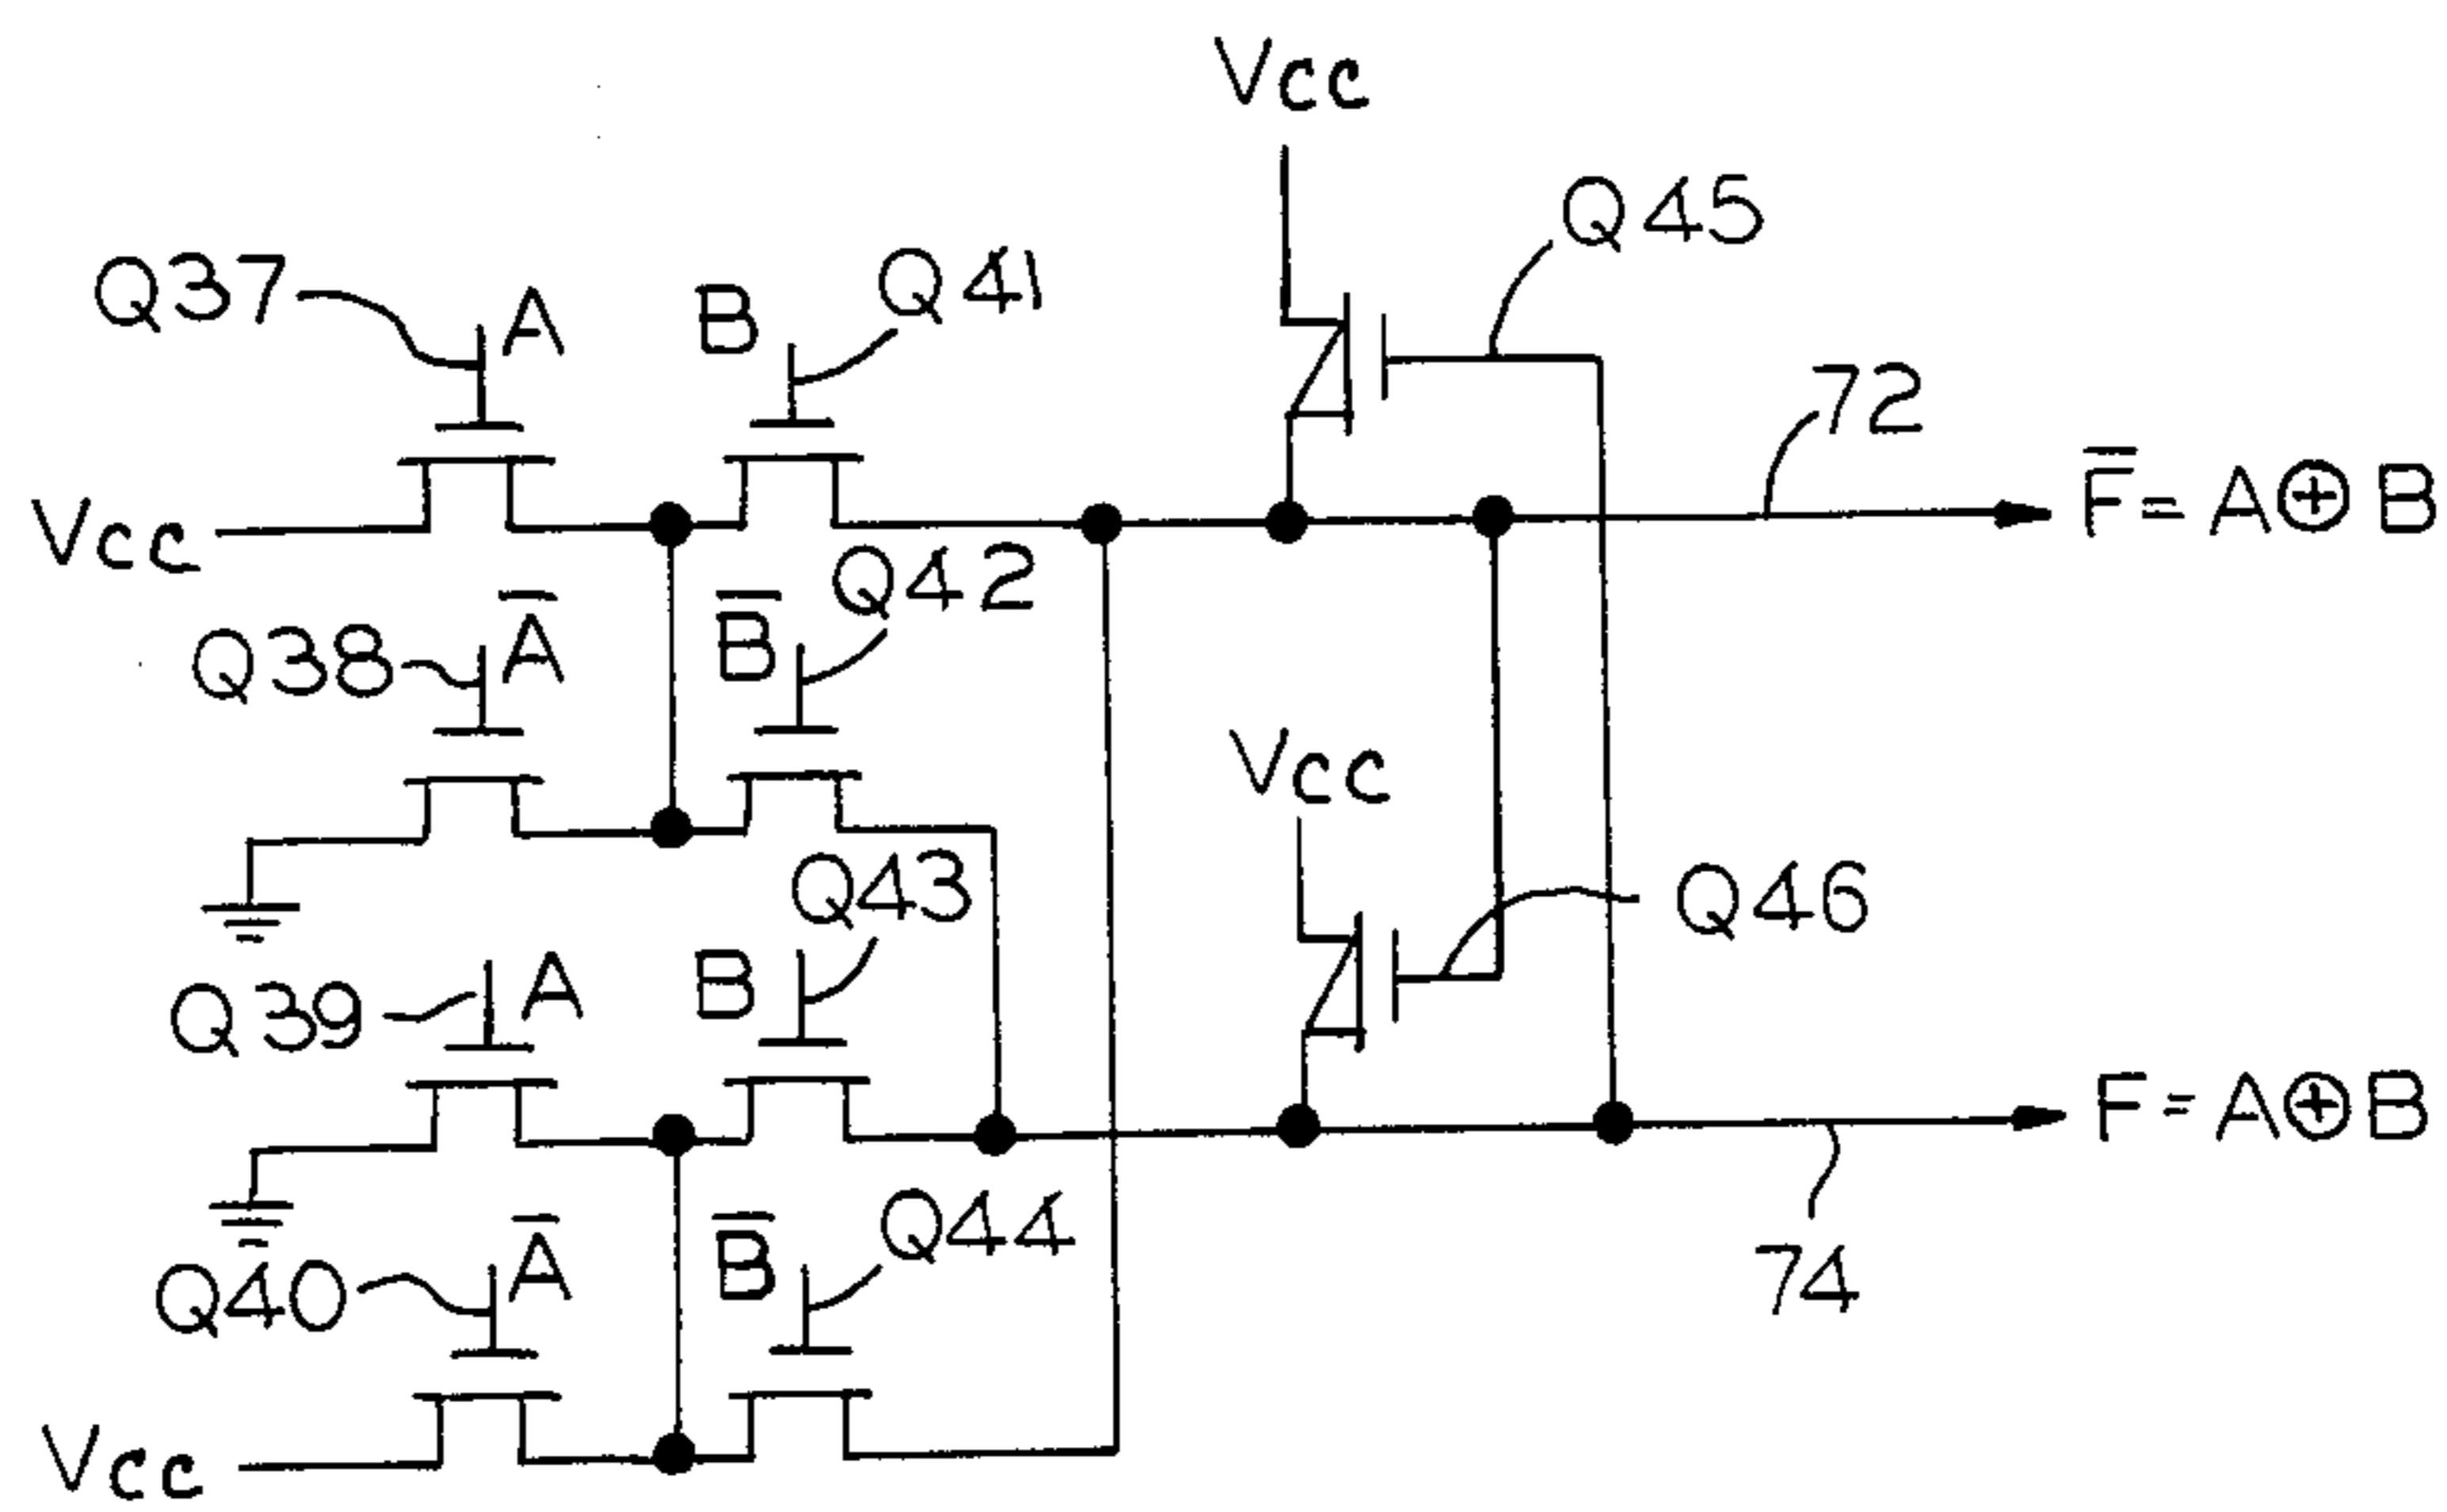 Vcc
Q45
Q37
A
B
Q41
72
Vcc
F̅= A⊕B
Q38
A̅
B̅
Q42
Vcc
Q39
A
B
Q43
Q46
F= A⊕B
Q40
A̅
B̅
Q44
74
Vcc